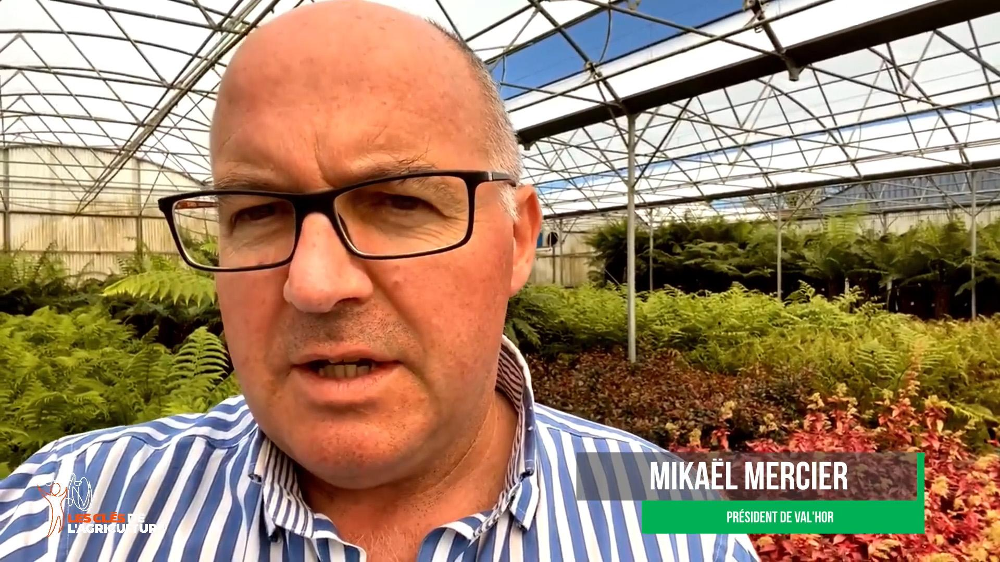 MIKAËL MERCIER
PRÉSIDENT DE VAL'HOR
LES CLÉS DE
L'AGRICULTURE